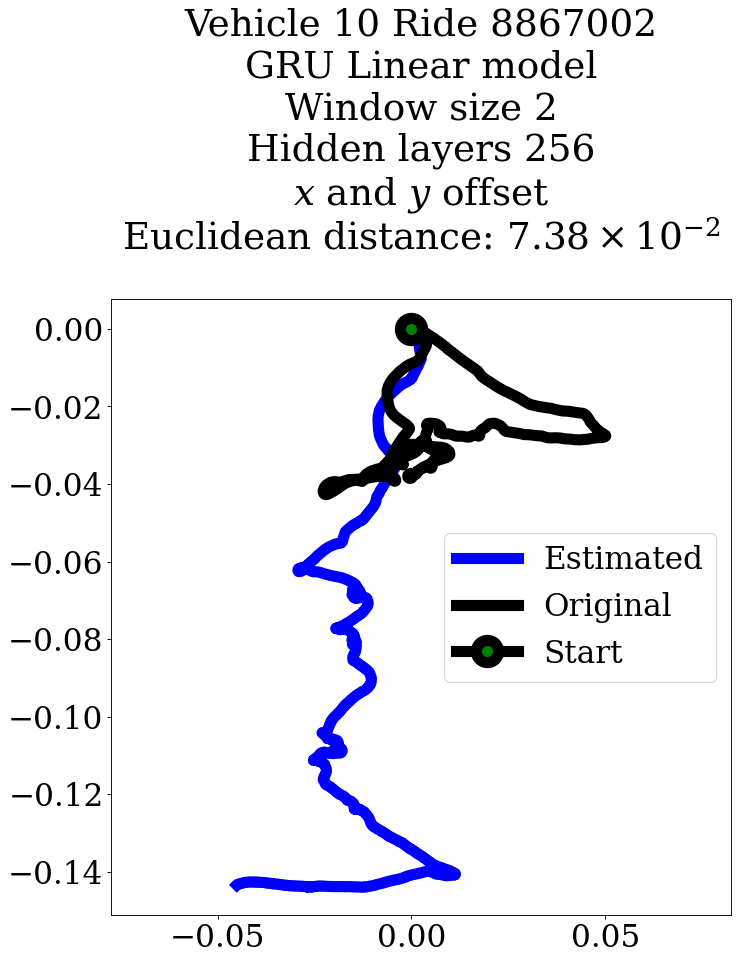 Vehicle 10 Ride 8867002
GRU Linear model
Window size 2
Hidden layers 256
x and y offset
Euclidean distance: 7.38 × 10⁻²
0.00
−0.02
−0.04
−0.06
−0.08
−0.10
−0.12
−0.14
Estimated
Original
Start
−0.05
0.00
0.05